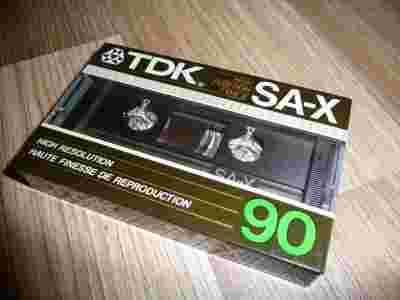 TDK.
SA-X
SA-X
HIGH RESOLUTION
HAUTE FINESSE DE REPRODUCTION
90